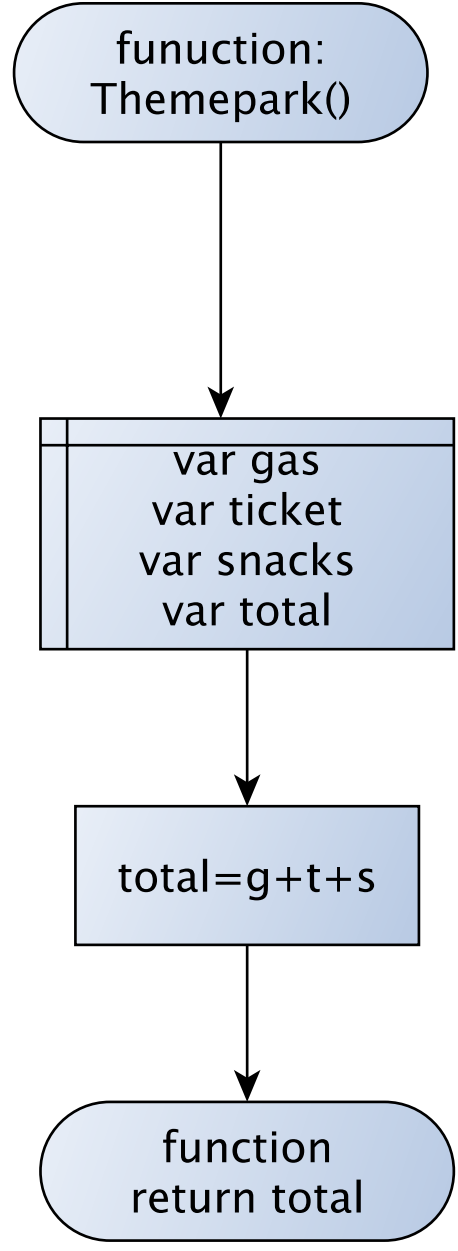 funuction:
Themepark()
var gas
var ticket
var snacks
var total
total=g+t+s
function
return total